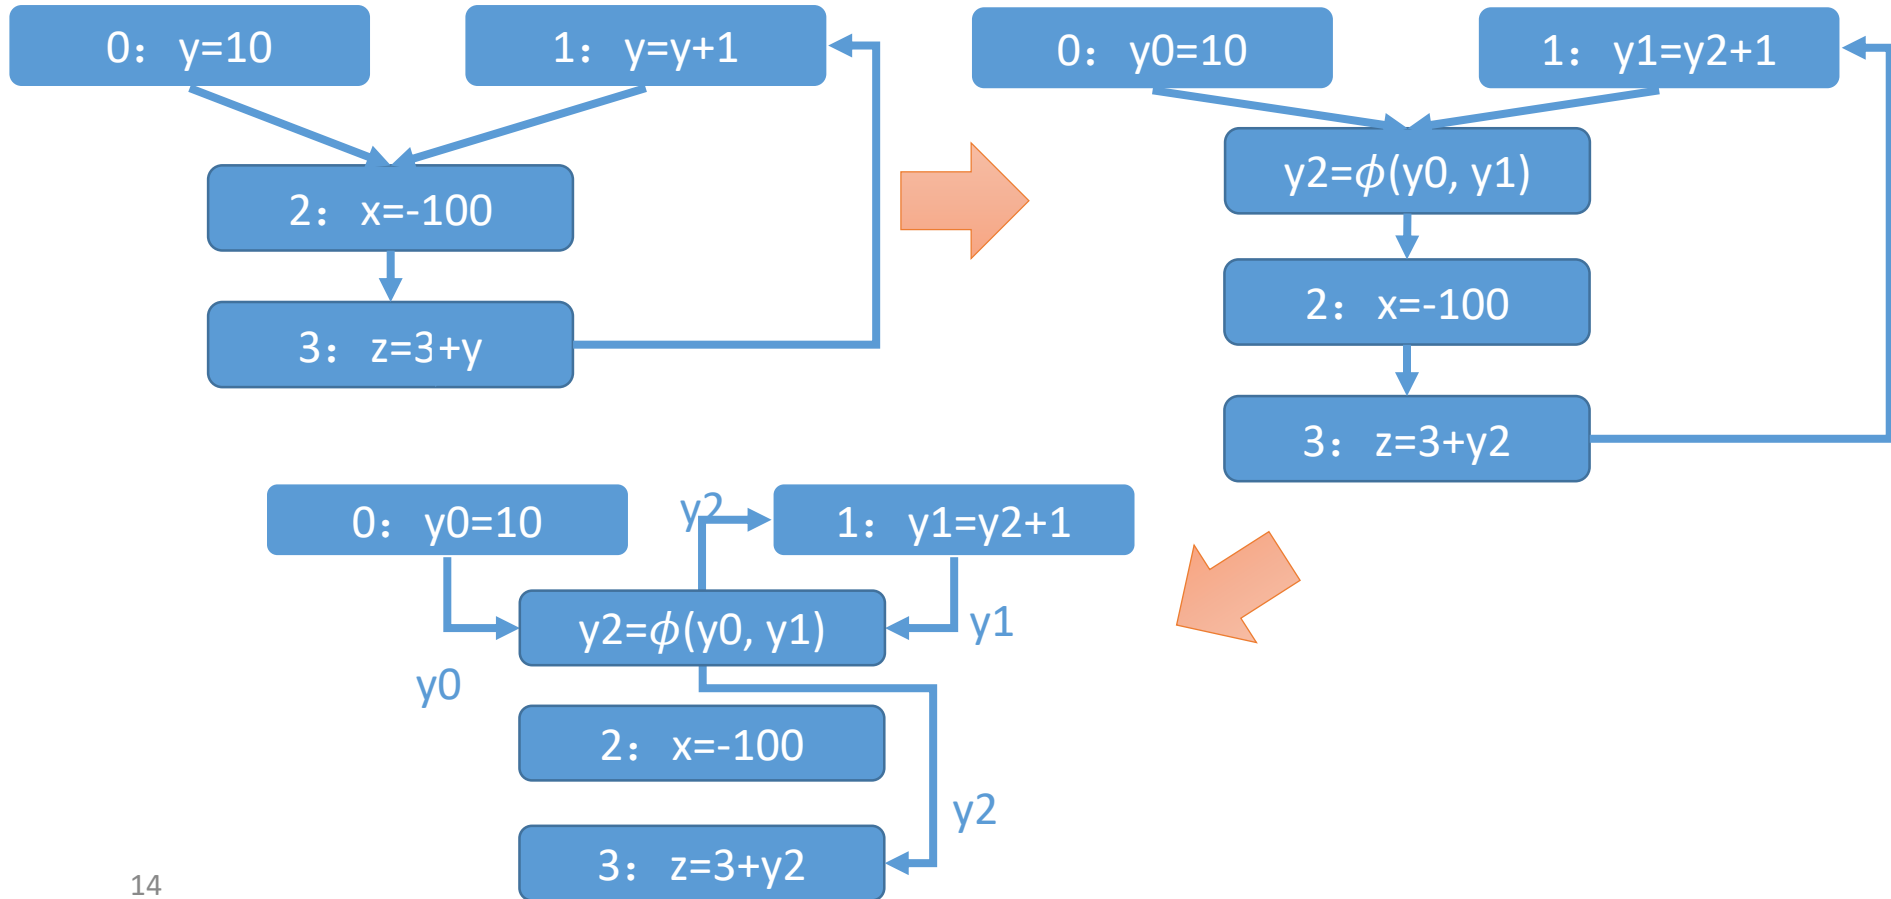 0：y=10
1：y=y+1
2：x=-100
3：z=3+y
0：y0=10
1：y1=y2+1
y2=ϕ(y0, y1)
2：x=-100
3：z=3+y2
0：y0=10
y2
1：y1=y2+1
y2=ϕ(y0, y1)
y1
y0
2：x=-100
y2
3：z=3+y2
14